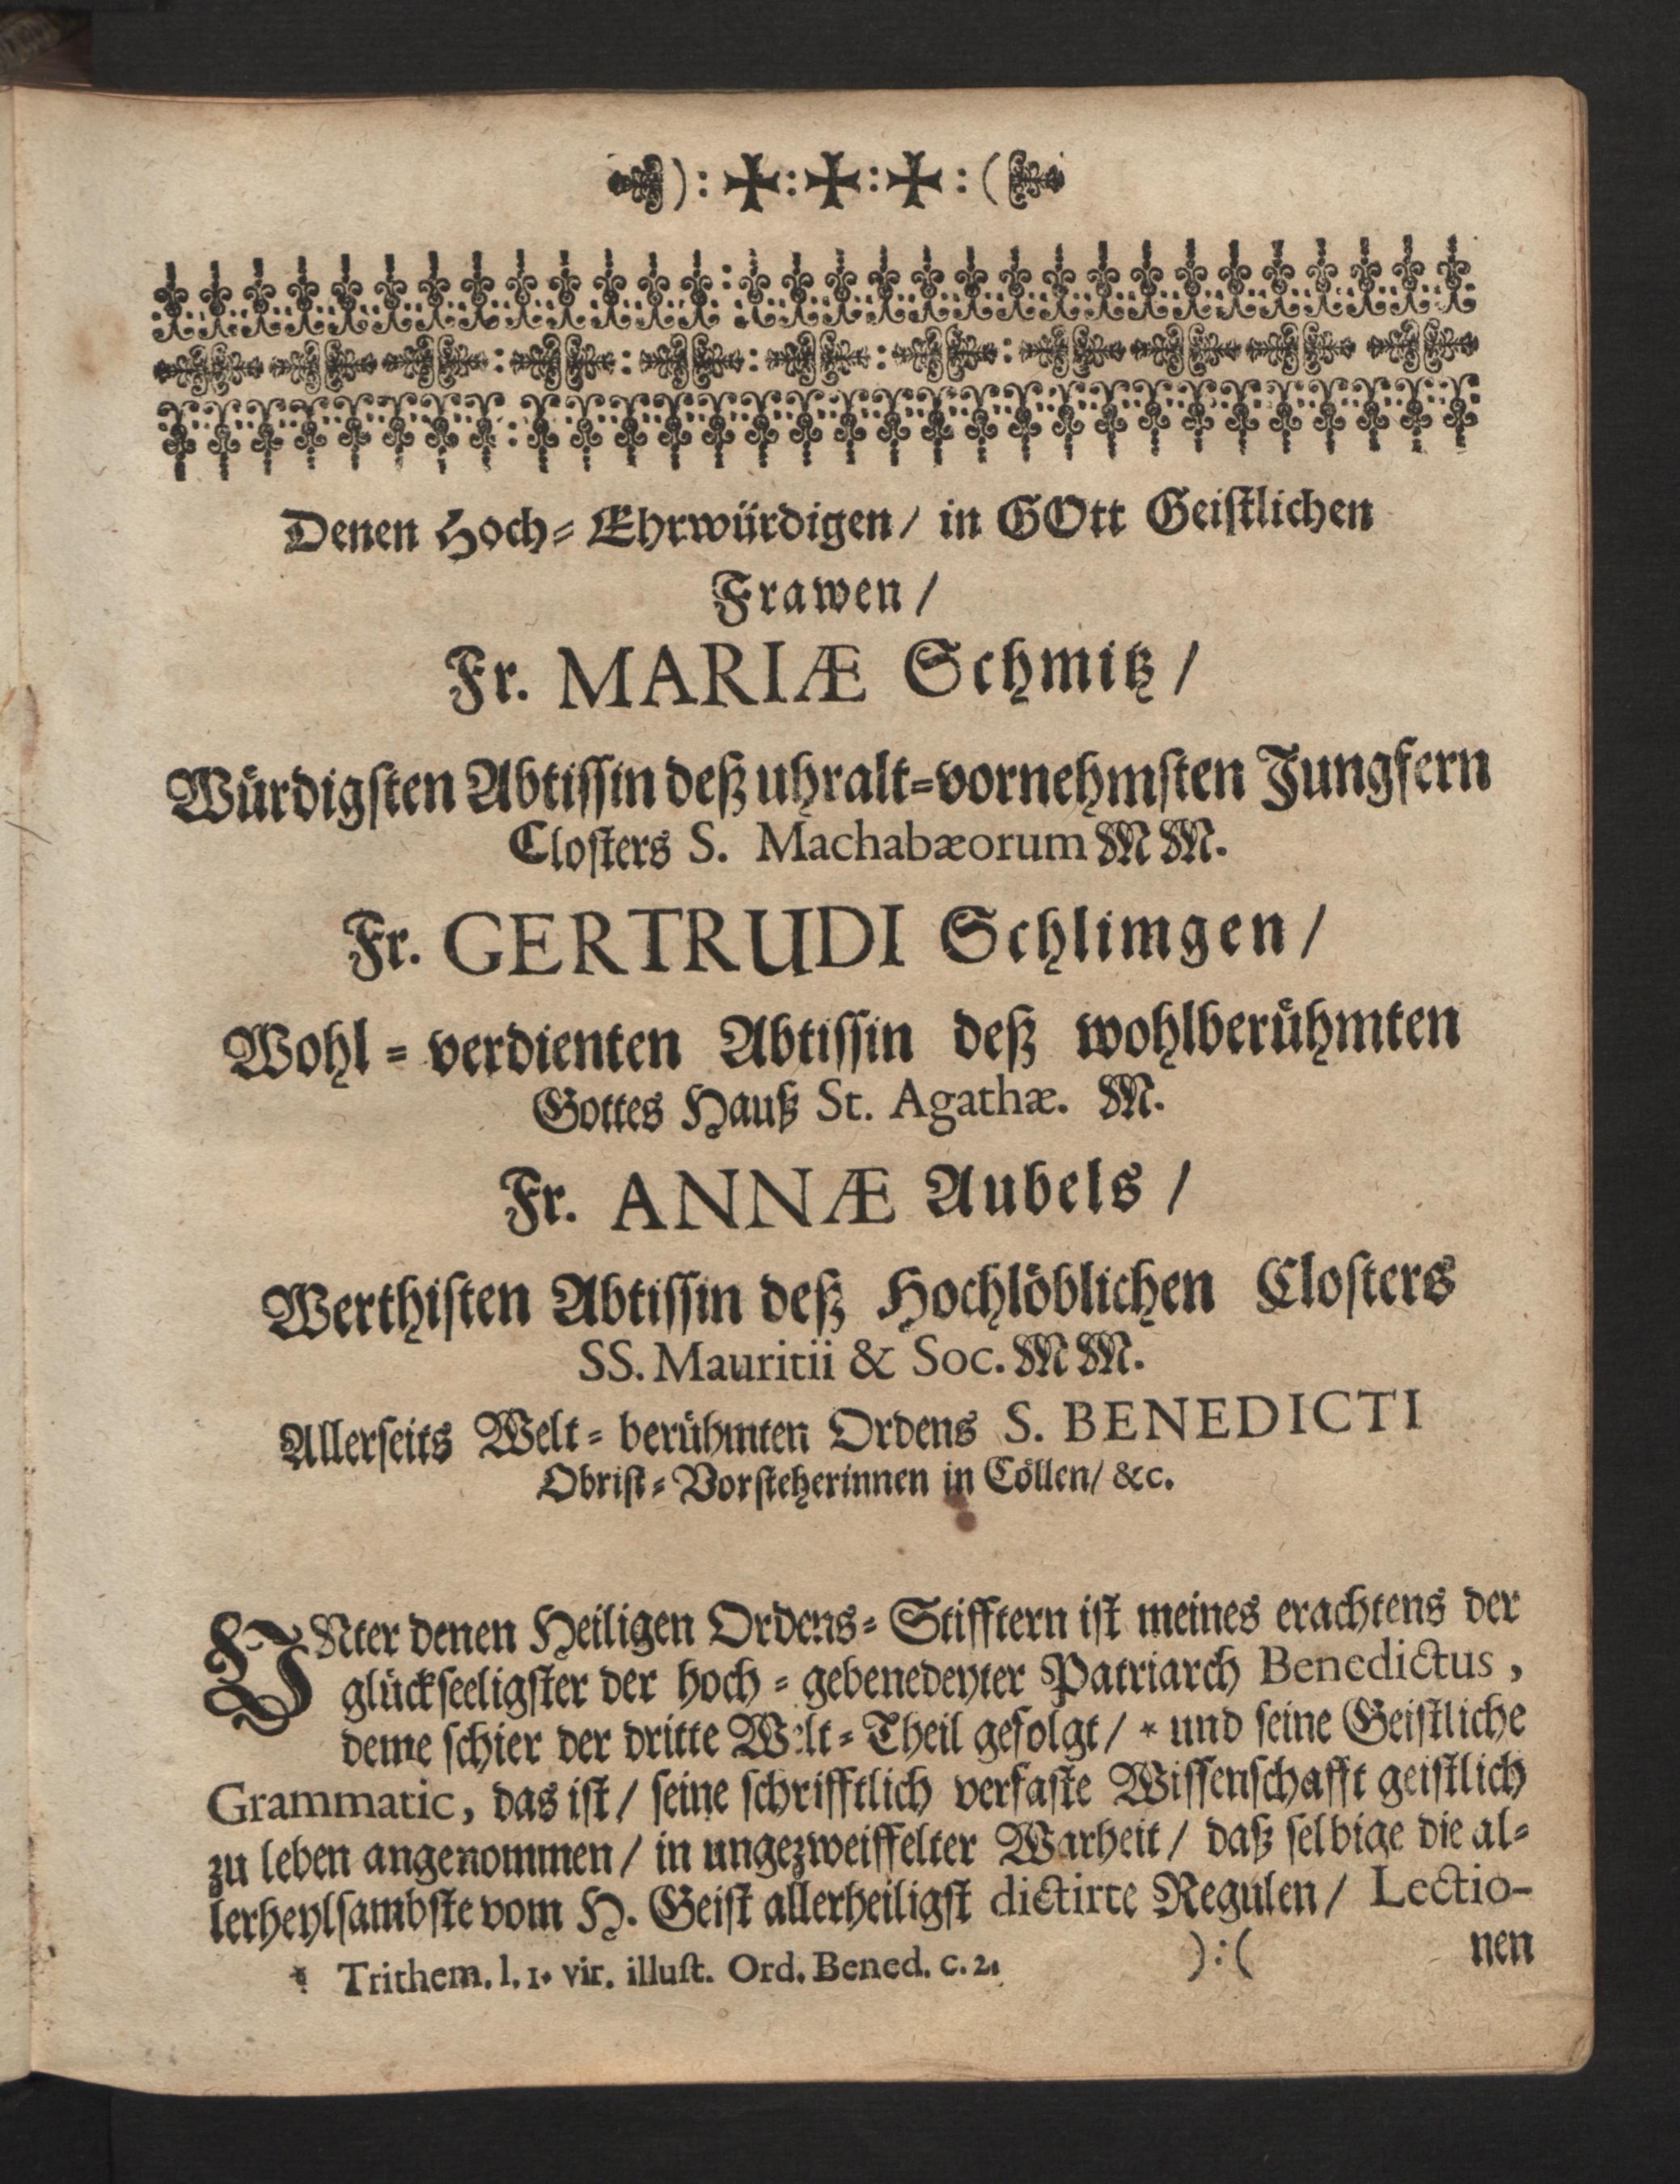 Denen Hoch-Ehrwürdigen/ in GOtt Geistlichen
Frawen/
Fr. MARIÆ Schmitz/
Würdigsten Abtissin deß uhralt-vornehmsten Jungfern
Closters S. Machabæorum MM.
Fr. GERTRUDI Schlimgen/
Wohl-verdienten Abtissin deß wohlberühmten
Gottes Hauß St. Agathæ. M.
Fr. ANNÆ Aubels/
Werthisten Abtissin deß Hochlöblichen Closters
SS. Mauritii & Soc. MM.
Allerseits Welt-berühmten Ordens S. BENEDICTI
Obrist-Vorsteherinnen in Cöllen/ &c.
UNter denen Heiligen Ordens-Stifftern ist meines erachtens der
glückseeligster der hoch-gebenedeyter Patriarch Benedictus,
deme schier der dritte Welt-Theil gefolgt/ * und seine Geistliche
Grammatic, das ist/ seine schrifftlich verfaste Wissenschafft geistlich
zu leben angenommen/ in ungezweiffelter Warheit/ daß selbige die al-
lerheylsambste vom H. Geist allerheiligst dictirte Regulen/ Lectio-
nen
* Trithem. l. 1. vir. illust. Ord. Bened. c. 2. ):(